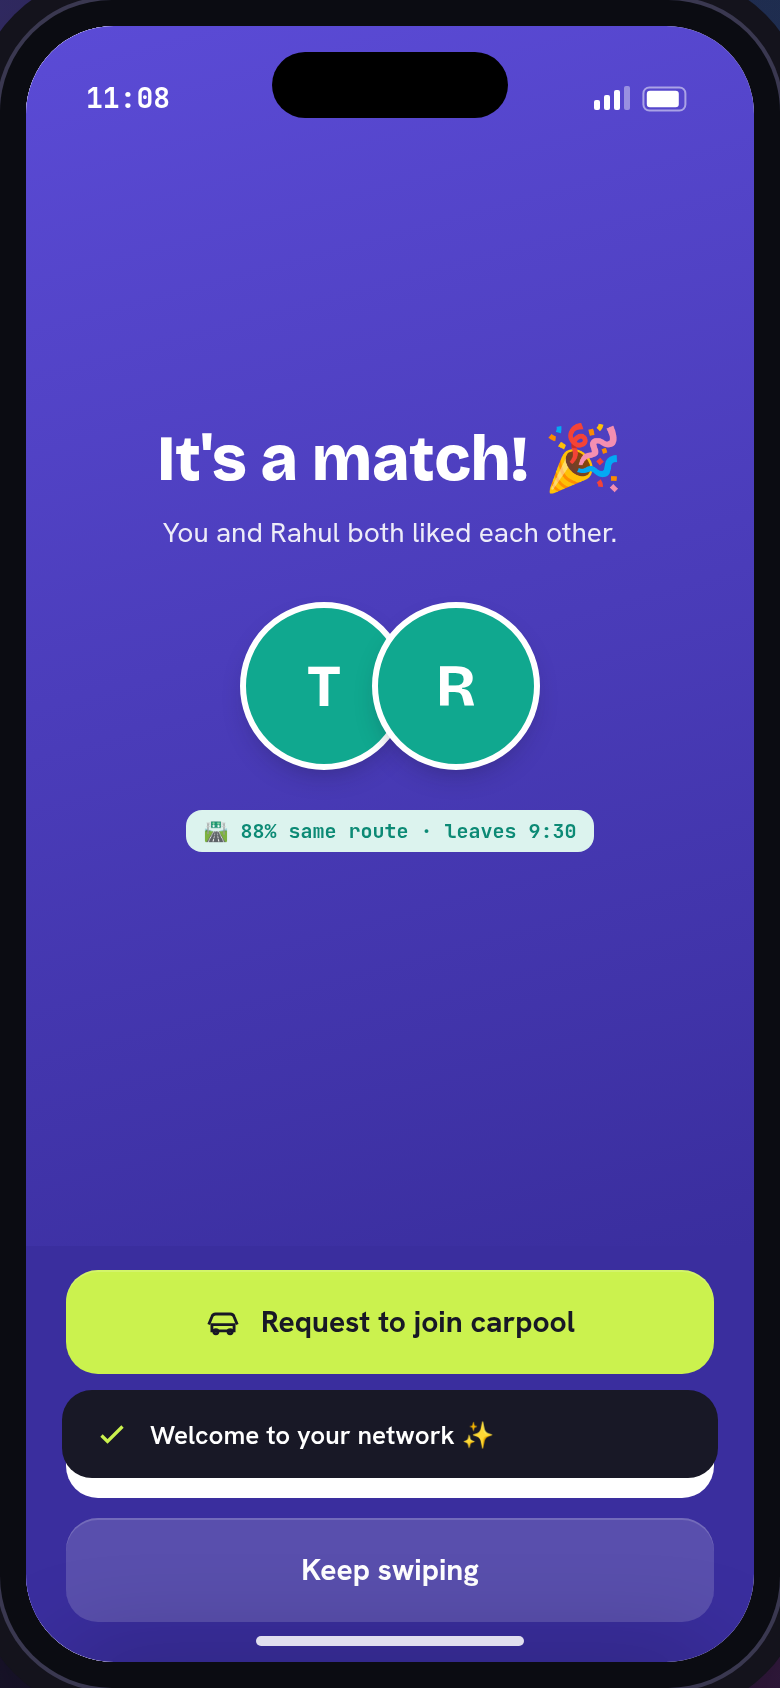 11:08
It's a match! 🎉
You and Rahul both liked each other.
T R
🛣️ 88% same route · leaves 9:30
Request to join carpool
Welcome to your network ✨
Keep swiping